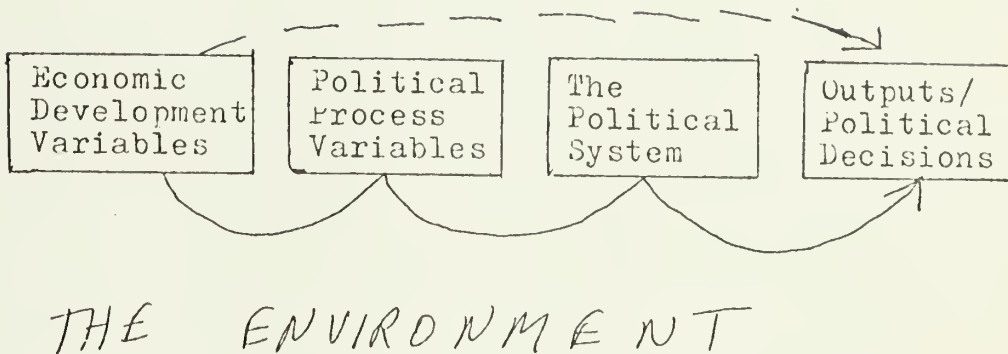 Economic
Development
Variables
Political
Process
Variables
The
Political
System
Outputs/
Political
Decisions
THE ENVIRONMENT